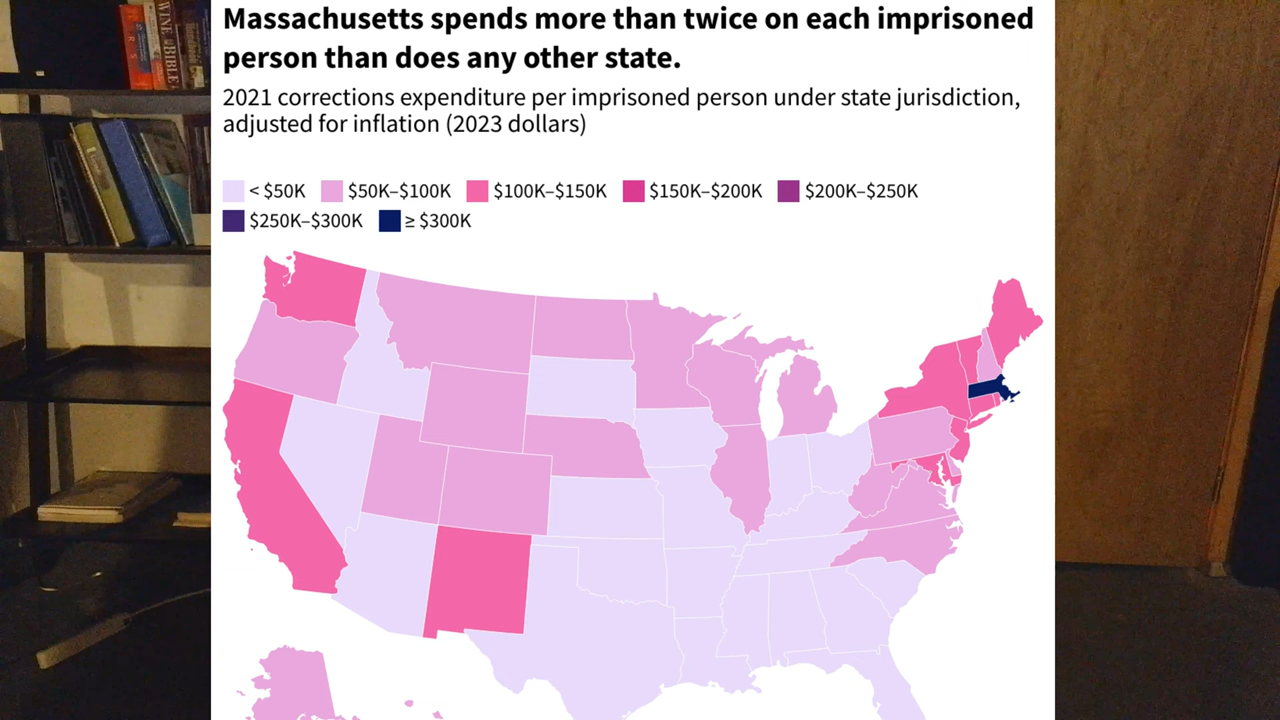 Massachusetts spends more than twice on each imprisoned
person than does any other state.
2021 corrections expenditure per imprisoned person under state jurisdiction,
adjusted for inflation (2023 dollars)
< $50K $50K–$100K $100K–$150K $150K–$200K $200K–$250K
$250K–$300K ≥ $300K
WINE BIBLE